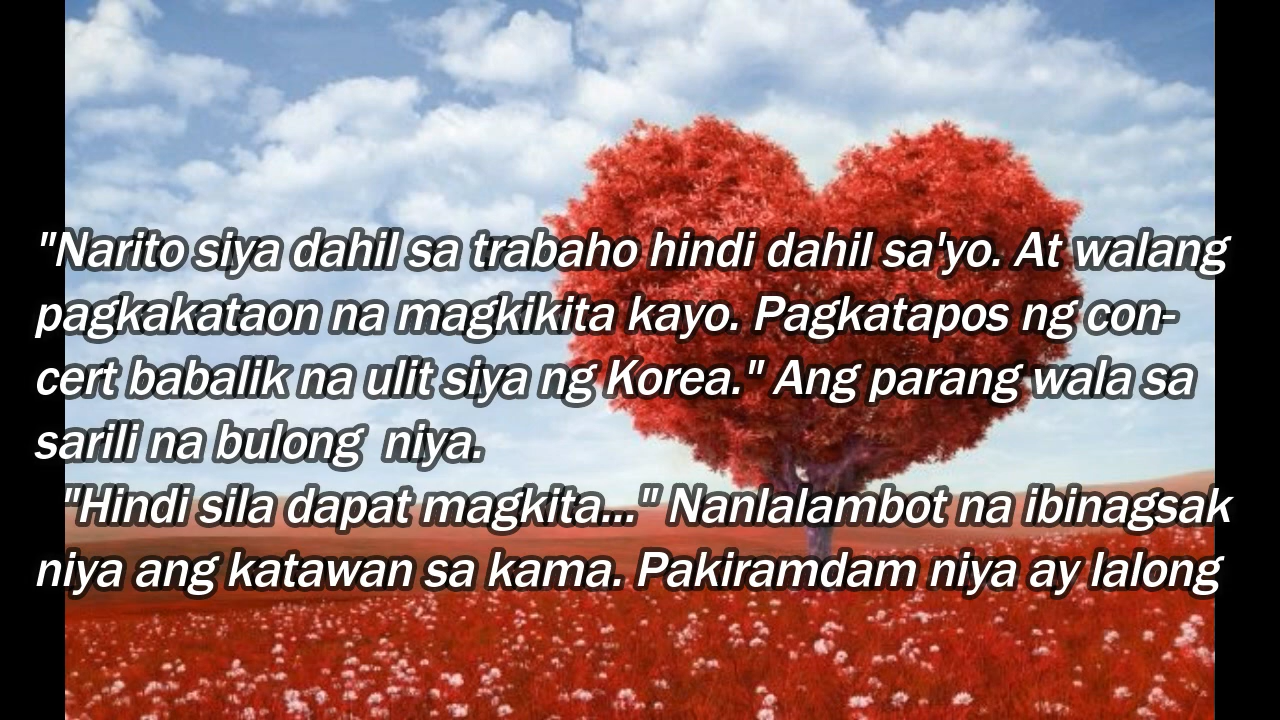 "Narito siya dahil sa trabaho hindi dahil sa'yo. At walang
pagkakataon na magkikita kayo. Pagkatapos ng con-
cert babalik na ulit siya ng Korea." Ang parang wala sa
sarili na bulong  niya.
"Hindi sila dapat magkita..." Nanlalambot na ibinagsak
niya ang katawan sa kama. Pakiramdam niya ay lalong